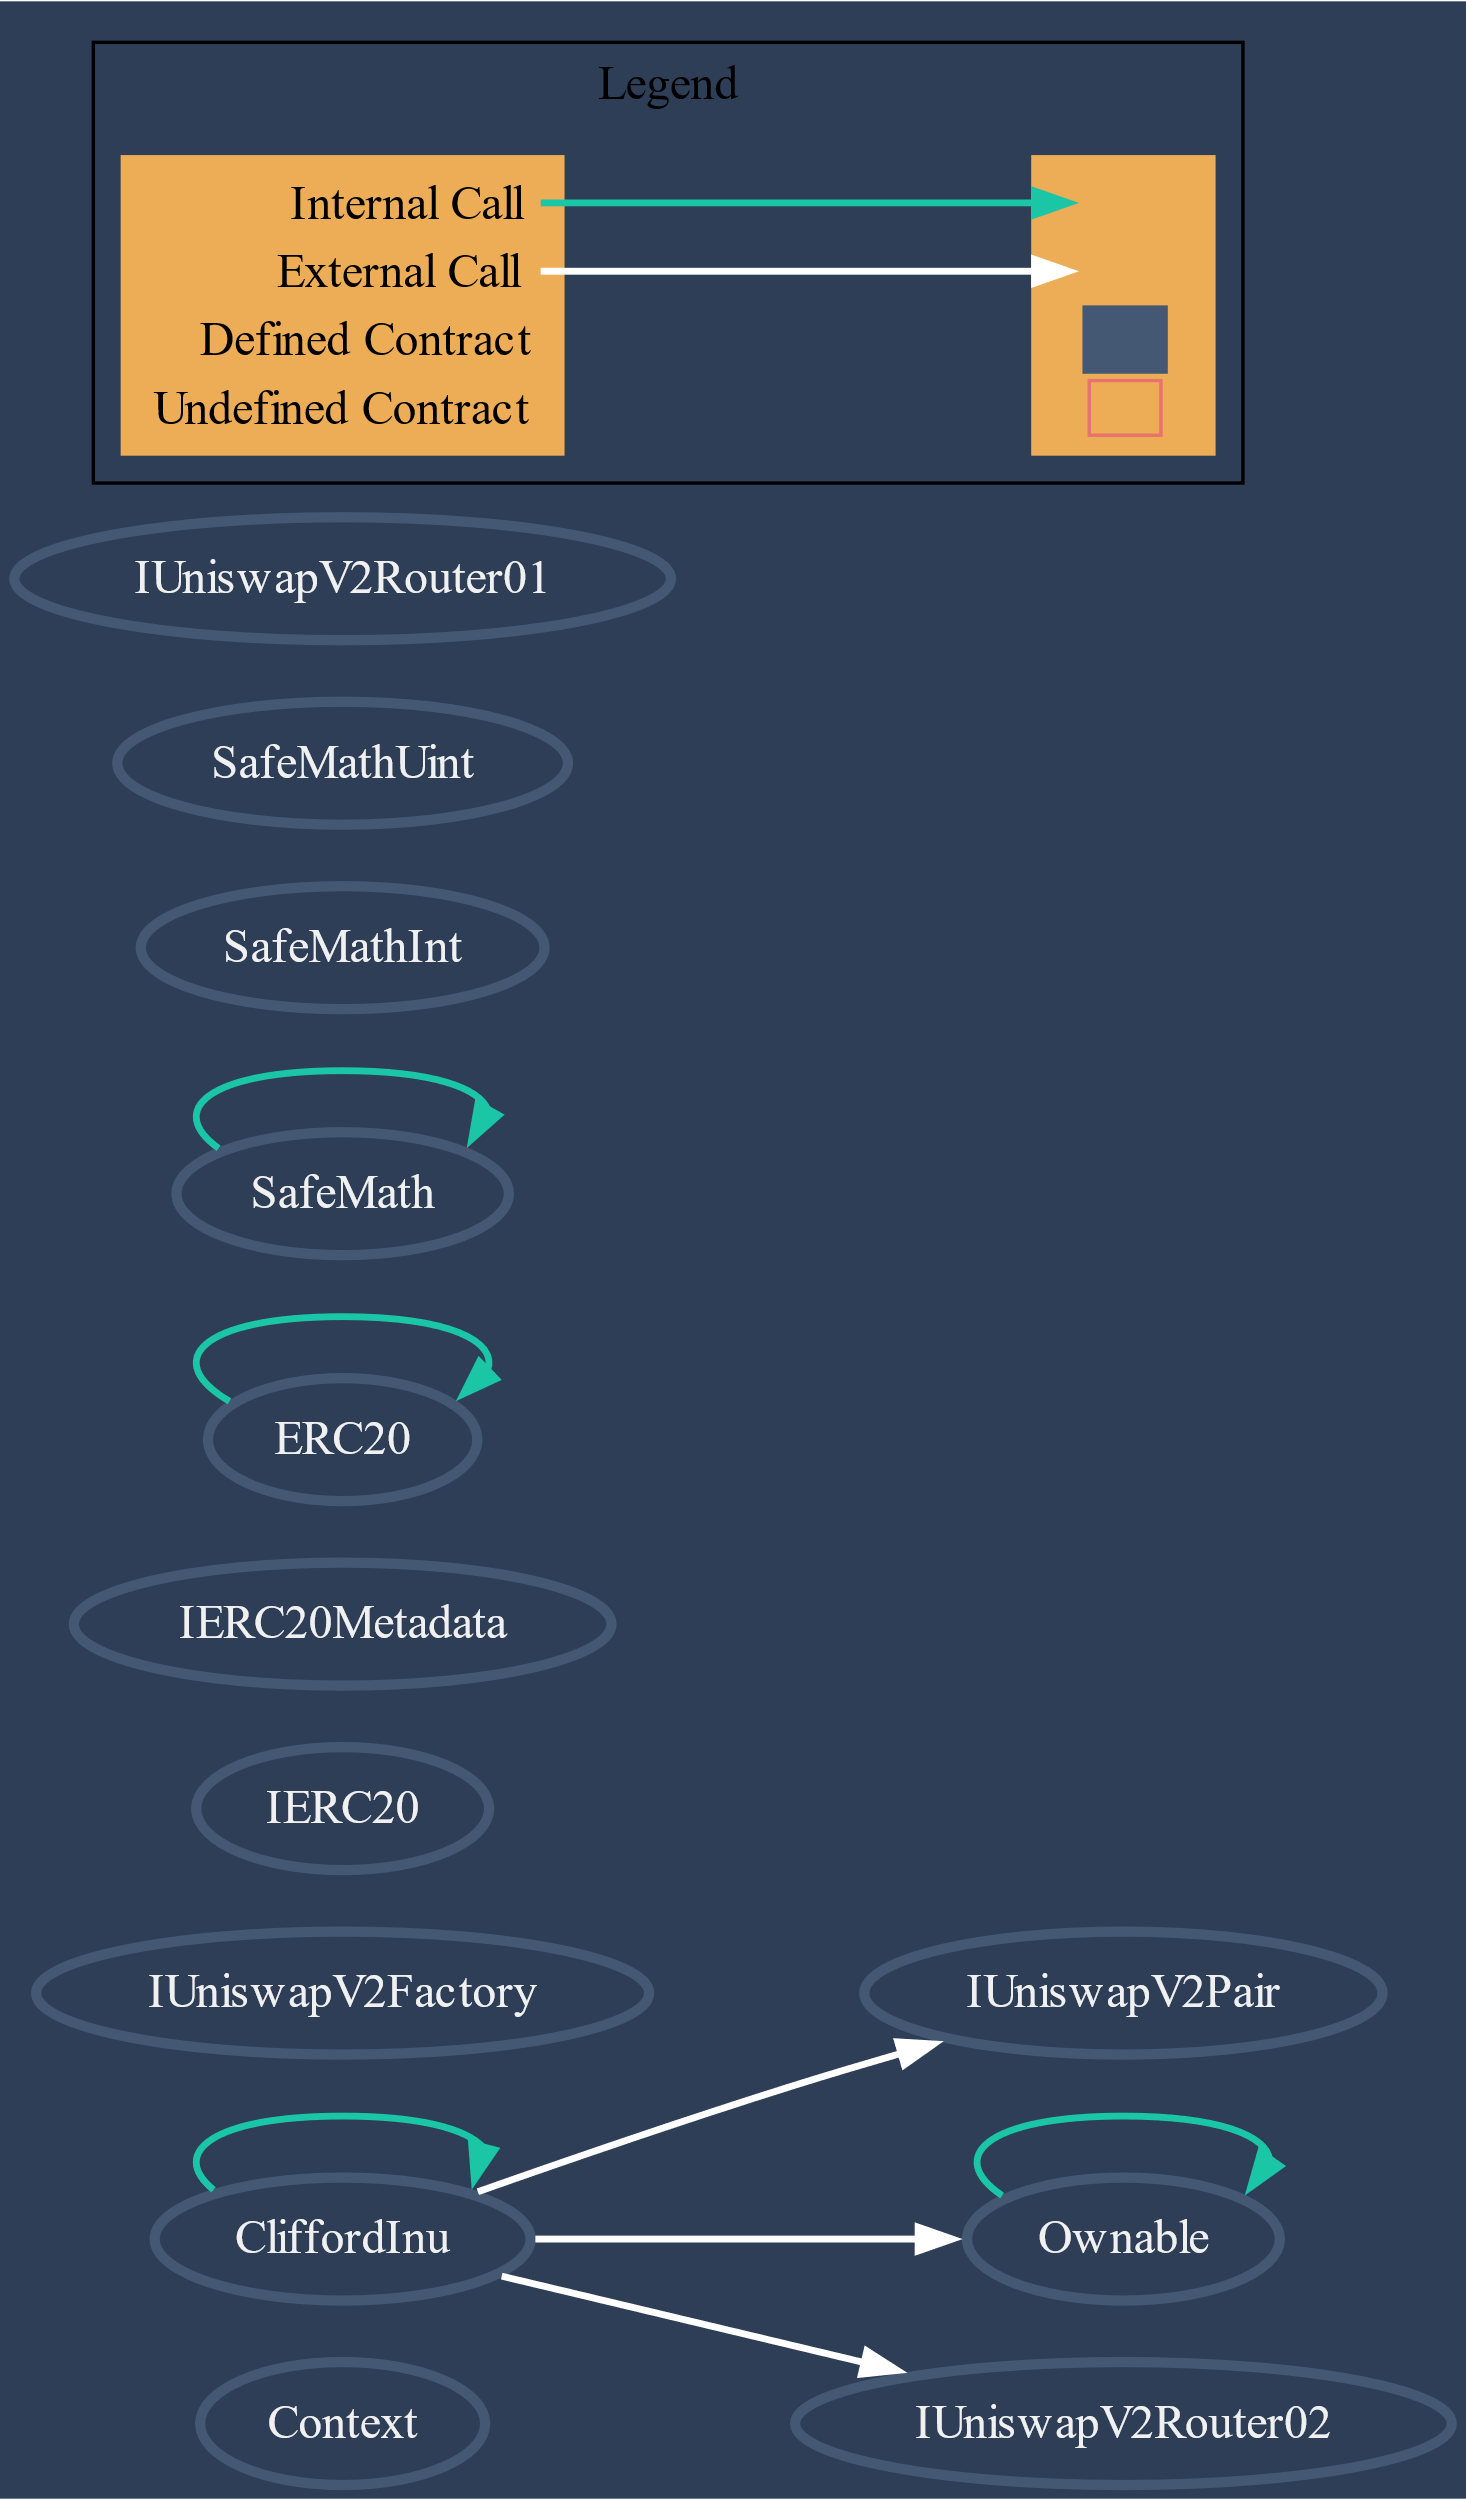 Legend
Internal Call
External Call
Defined Contract
Undefined Contract
IUniswapV2Router01
SafeMathUint
SafeMathInt
SafeMath
ERC20
IERC20Metadata
IERC20
IUniswapV2Factory
IUniswapV2Pair
CliffordInu
Ownable
Context
IUniswapV2Router02